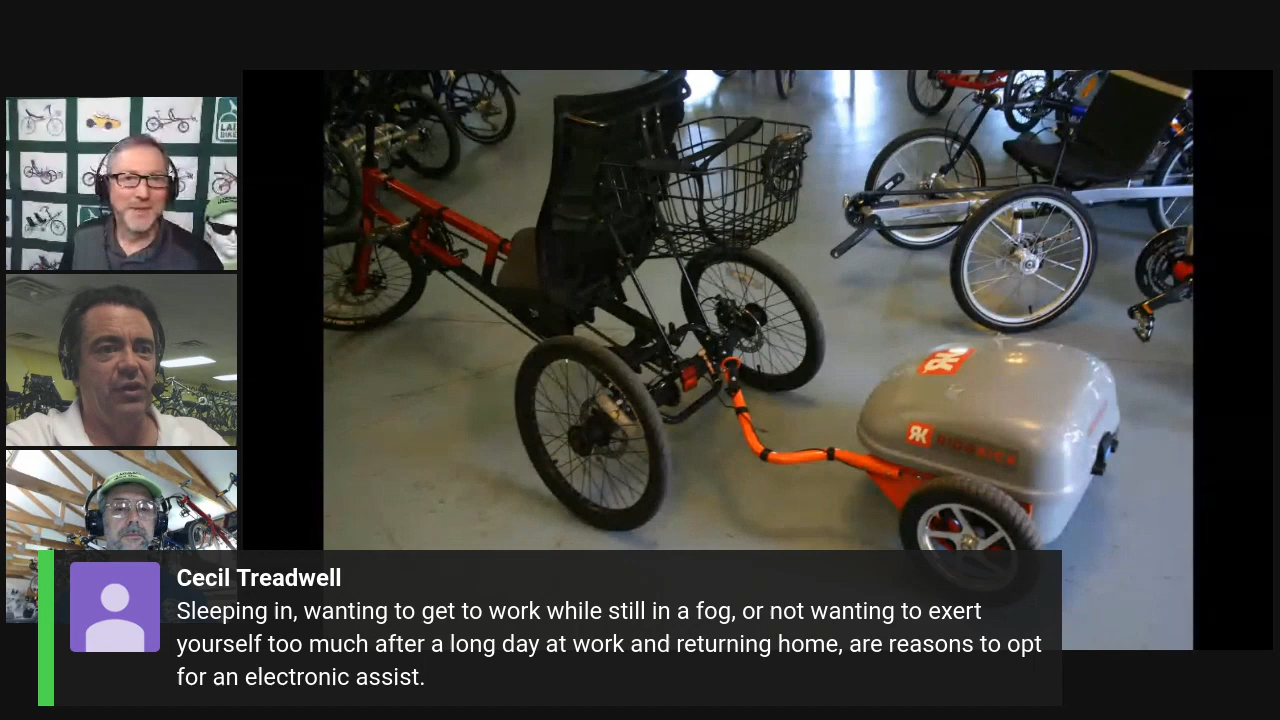 LAI
BIKE
RK
RK RIDEKICK
Cecil Treadwell
Sleeping in, wanting to get to work while still in a fog, or not wanting to exert
yourself too much after a long day at work and returning home, are reasons to opt
for an electronic assist.